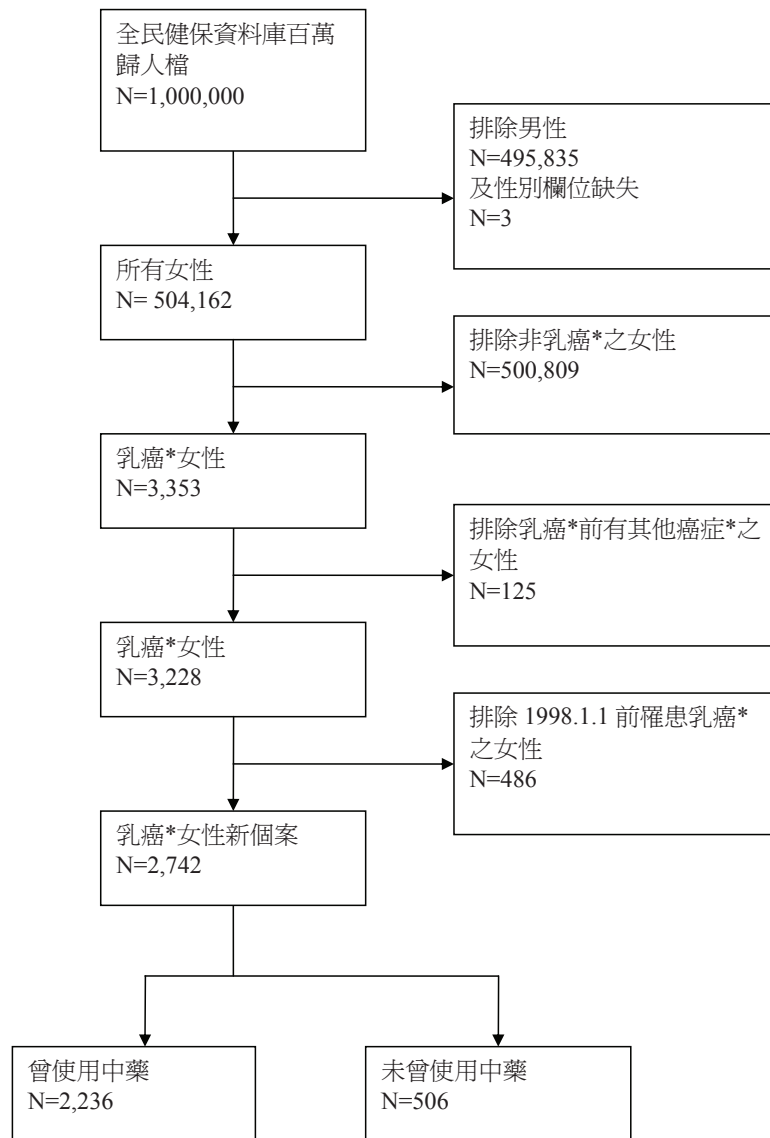 全民健保資料庫百萬
歸人檔
N=1,000,000
排除男性
N=495,835
及性別欄位缺失
N=3
所有女性
N= 504,162
排除非乳癌*之女性
N=500,809
乳癌*女性
N=3,353
排除乳癌*前有其他癌症*之
女性
N=125
乳癌*女性
N=3,228
排除 1998.1.1 前罹患乳癌*
之女性
N=486
乳癌*女性新個案
N=2,742
曾使用中藥
N=2,236
未曾使用中藥
N=506